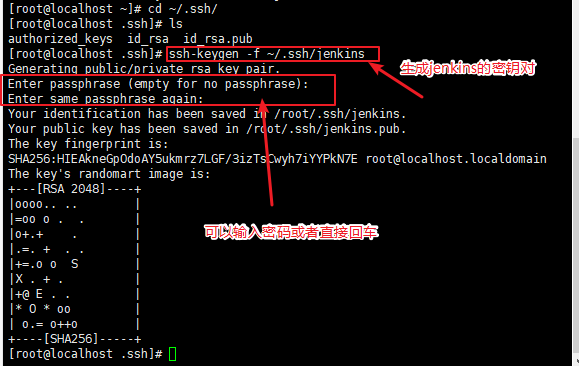 [root@localhost ~]# cd ~/.ssh/
[root@localhost .ssh]# ls
authorized_keys  id_rsa  id_rsa.pub
[root@localhost .ssh]# ssh-keygen -f ~/.ssh/jenkins
生成jenkins的密钥对
Generating public/private rsa key pair.
Enter passphrase (empty for no passphrase):
Enter same passphrase again:
Your identification has been saved in /root/.ssh/jenkins.
Your public key has been saved in /root/.ssh/jenkins.pub.
The key fingerprint is:
SHA256:HIEAkneGpOdoAY5ukmrz7LGF/3izTsCwyh7iYYPkN7E root@localhost.localdomain
The key's randomart image is:
+---[RSA 2048]----+
|oooo.. ..        |
|=oo o .  .       |
|o+.+    .        |
|.=. +  . .       |
|+=.o o  S        |
|X . + .          |
|+@ E . .         |
|* O * oo         |
| o.= o++o        |
+----[SHA256]-----+
可以输入密码或者直接回车
[root@localhost .ssh]#